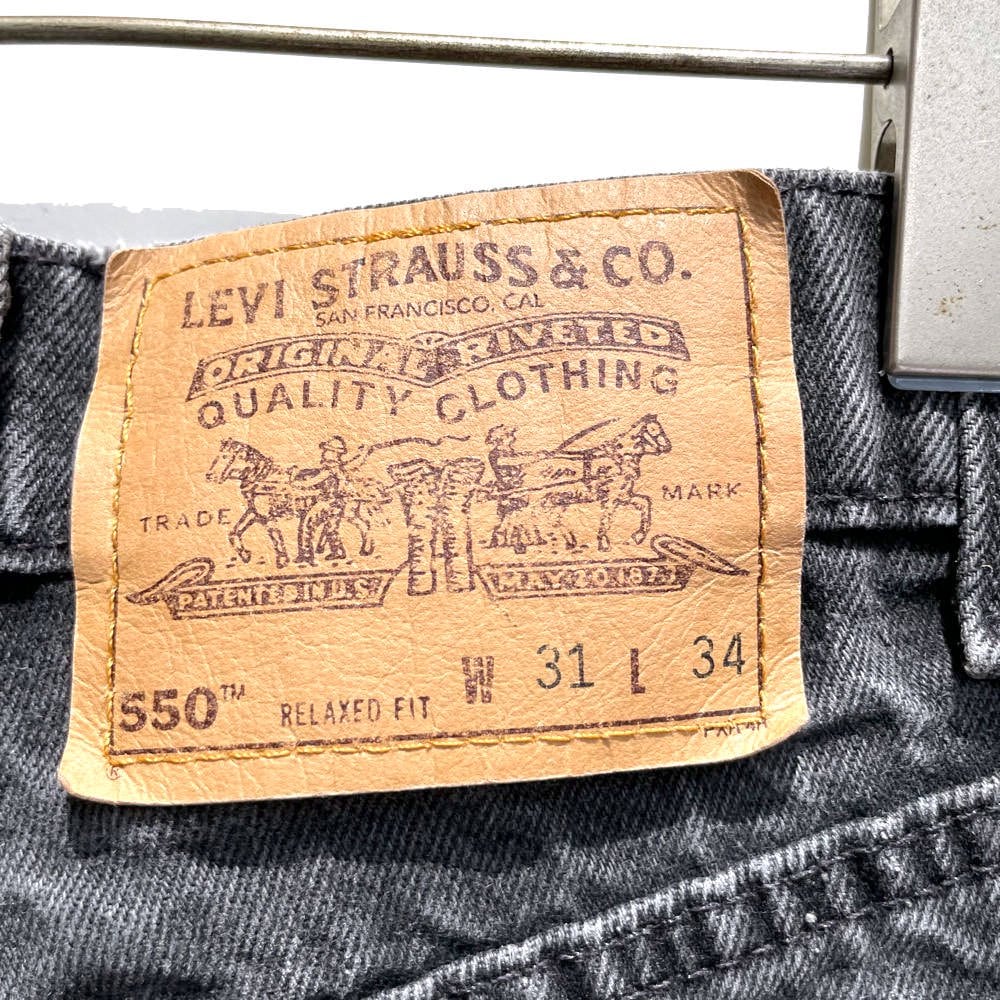 LEVI STRAUSS & CO.
SAN FRANCISCO, CAL
ORIGINAL RIVETED
QUALITY CLOTHING
TRADE MARK
PATENTED IN U.S. MAY 20 1873
550™ RELAXED FIT W 31 L 34
®